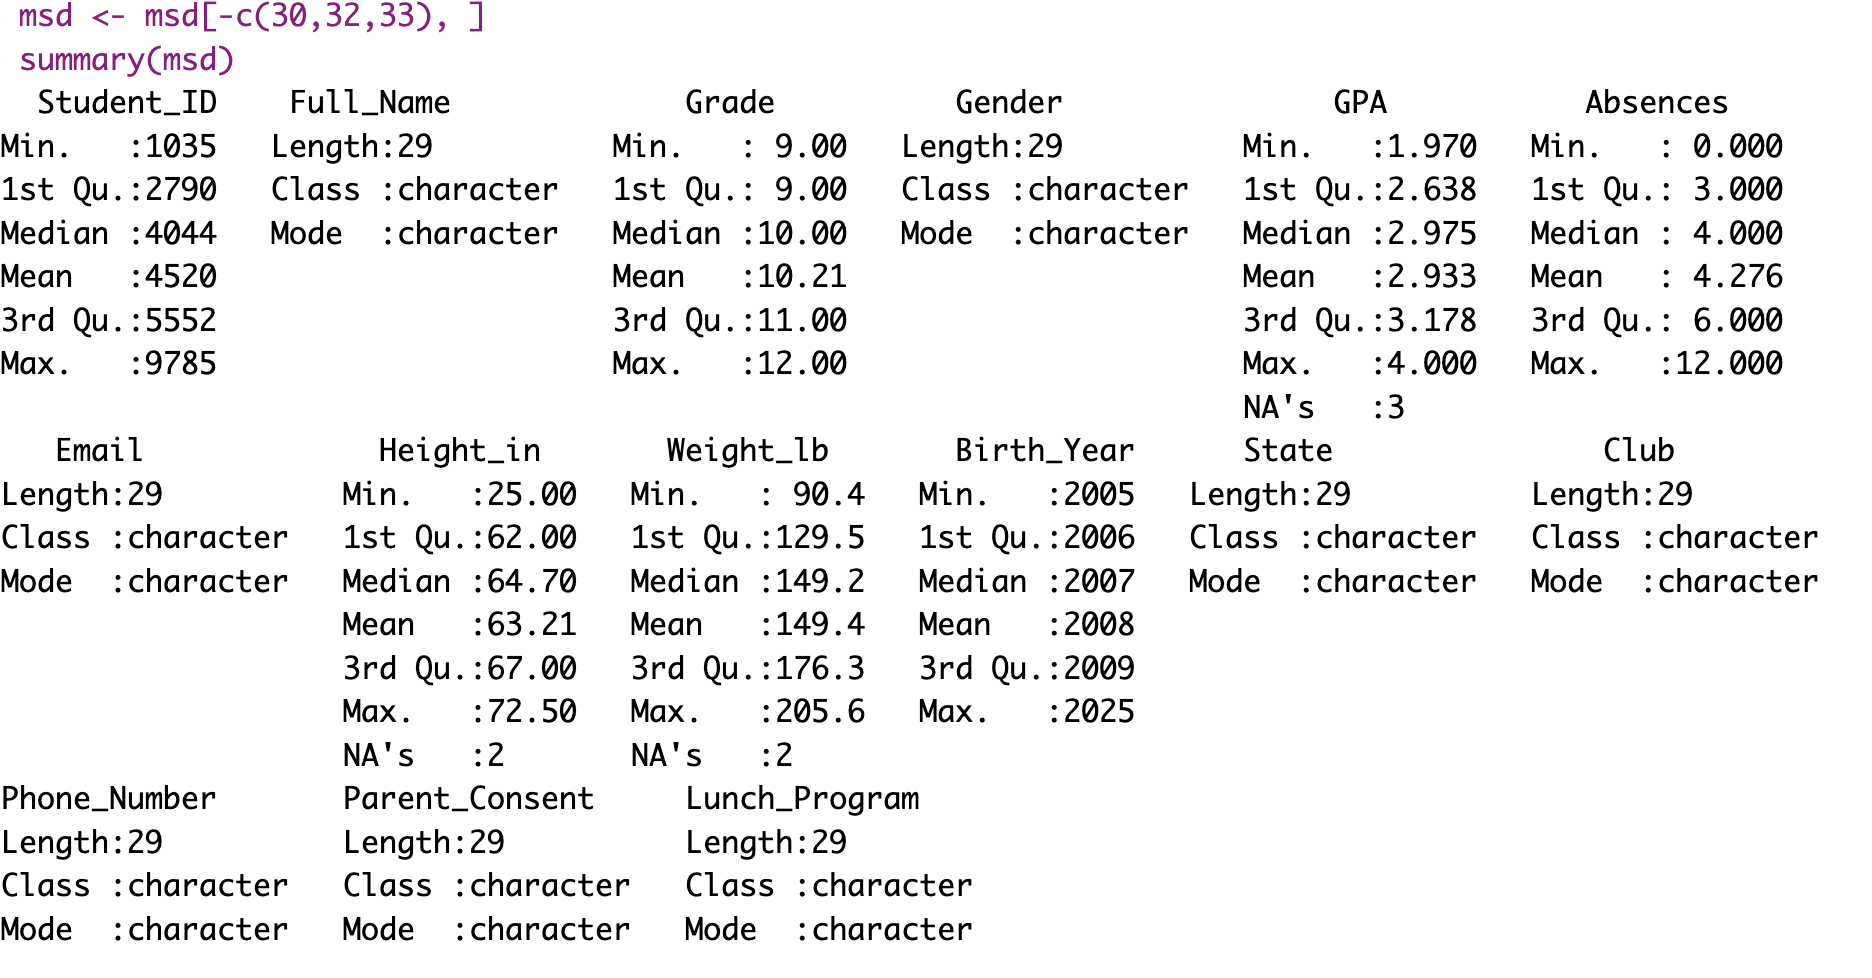 msd <- msd[-c(30,32,33), ]
summary(msd)
   Student_ID    Full_Name             Grade          Gender               GPA           Absences
Min.   :1035   Length:29          Min.   : 9.00   Length:29          Min.   :1.970   Min.   : 0.000
1st Qu.:2790   Class :character   1st Qu.: 9.00   Class :character   1st Qu.:2.638   1st Qu.: 3.000
Median :4044   Mode  :character   Median :10.00   Mode  :character   Median :2.975   Median : 4.000
Mean   :4520                      Mean   :10.21                      Mean   :2.933   Mean   : 4.276
3rd Qu.:5552                      3rd Qu.:11.00                      3rd Qu.:3.178   3rd Qu.: 6.000
Max.   :9785                      Max.   :12.00                      Max.   :4.000   Max.   :12.000
                                                                     NA's   :3
   Email             Height_in       Weight_lb       Birth_Year      State               Club
Length:29          Min.   :25.00   Min.   : 90.4   Min.   :2005   Length:29          Length:29
Class :character   1st Qu.:62.00   1st Qu.:129.5   1st Qu.:2006   Class :character   Class :character
Mode  :character   Median :64.70   Median :149.2   Median :2007   Mode  :character   Mode  :character
                   Mean   :63.21   Mean   :149.4   Mean   :2008
                   3rd Qu.:67.00   3rd Qu.:176.3   3rd Qu.:2009
                   Max.   :72.50   Max.   :205.6   Max.   :2025
                   NA's   :2       NA's   :2
Phone_Number       Parent_Consent     Lunch_Program
Length:29          Length:29          Length:29
Class :character   Class :character   Class :character
Mode  :character   Mode  :character   Mode  :character